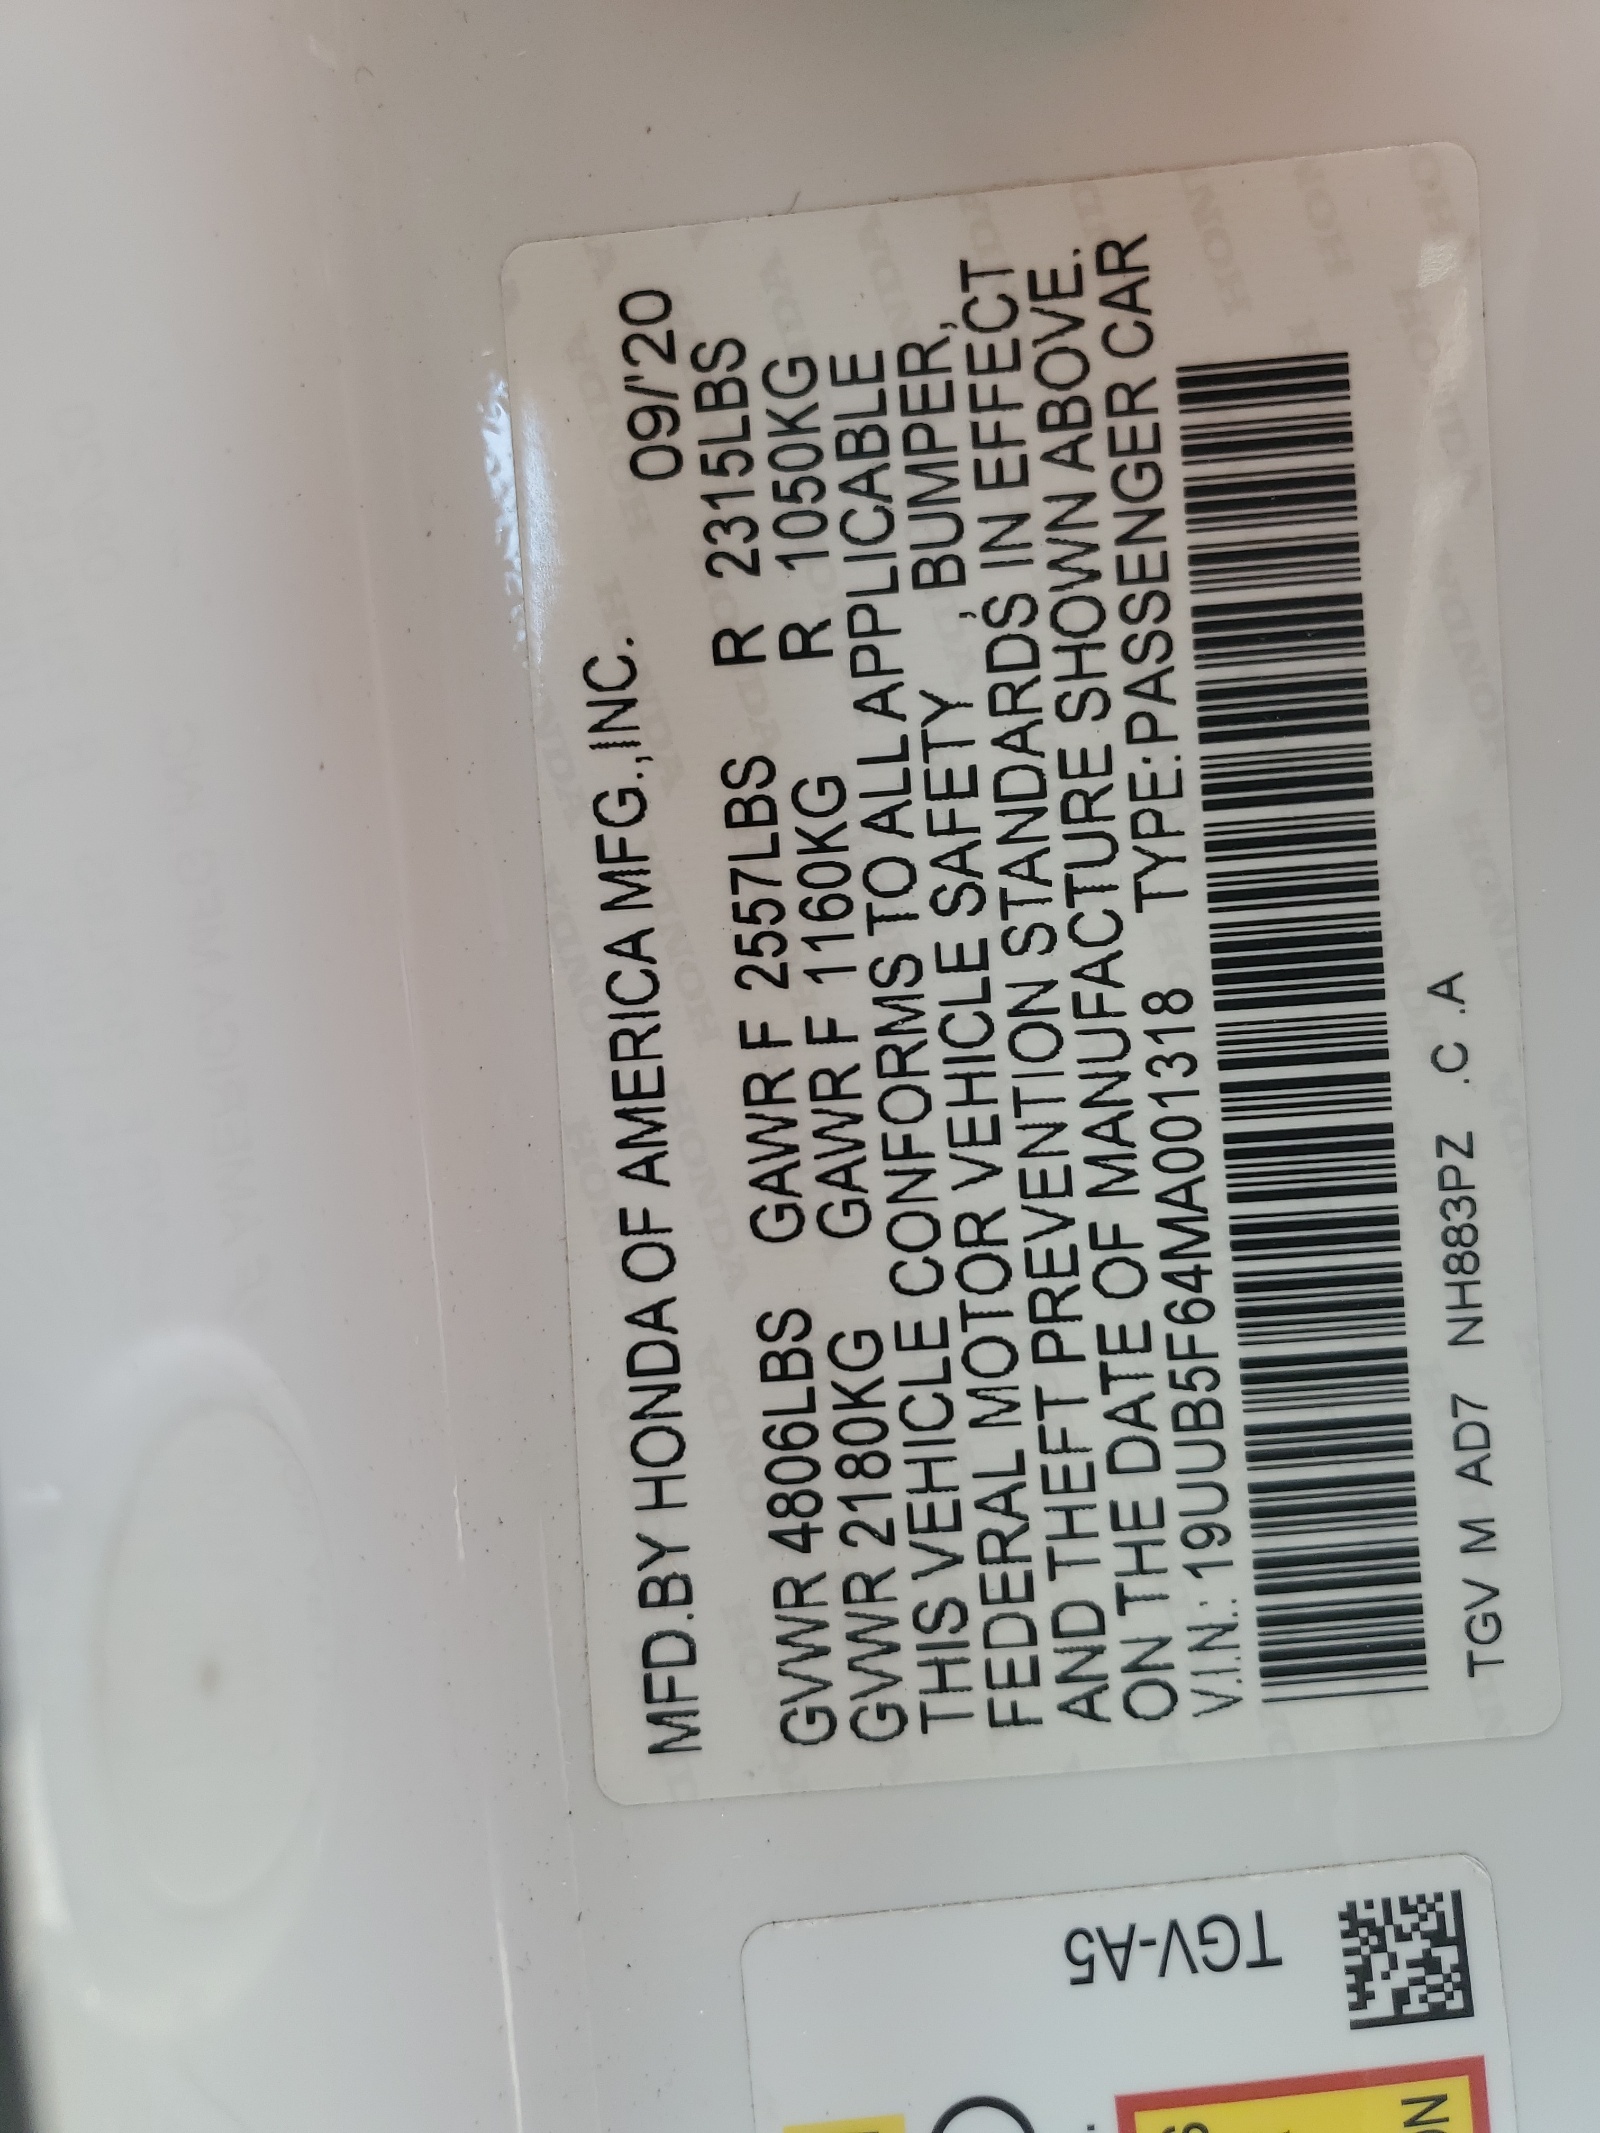 MFD.BY HONDA OF AMERICA MFG.,INC. 09/'20
GVWR 4806LBS GAWR F 2557LBS R 2315LBS
GVWR 2180KG GAWR F 1160KG R 1050KG
THIS VEHICLE CONFORMS TO ALL APPLICABLE
FEDERAL MOTOR VEHICLE SAFETY , BUMPER,
AND THEFT PREVENTION STANDARDS, IN EFFECT
ON THE DATE OF MANUFACTURE SHOWN ABOVE.
V.I.N.: 19UUB5F64MA001318 TYPE:PASSENGER CAR
TGV M AD7 NH883PZ .C .A
TGV-A5